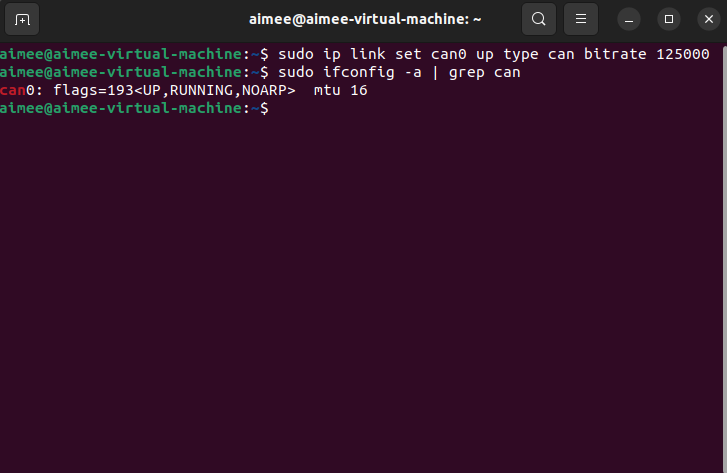 aimee@aimee-virtual-machine: ~
aimee@aimee-virtual-machine:~$ sudo ip link set can0 up type can bitrate 125000
aimee@aimee-virtual-machine:~$ sudo ifconfig -a | grep can
can0: flags=193<UP,RUNNING,NOARP>  mtu 16
aimee@aimee-virtual-machine:~$